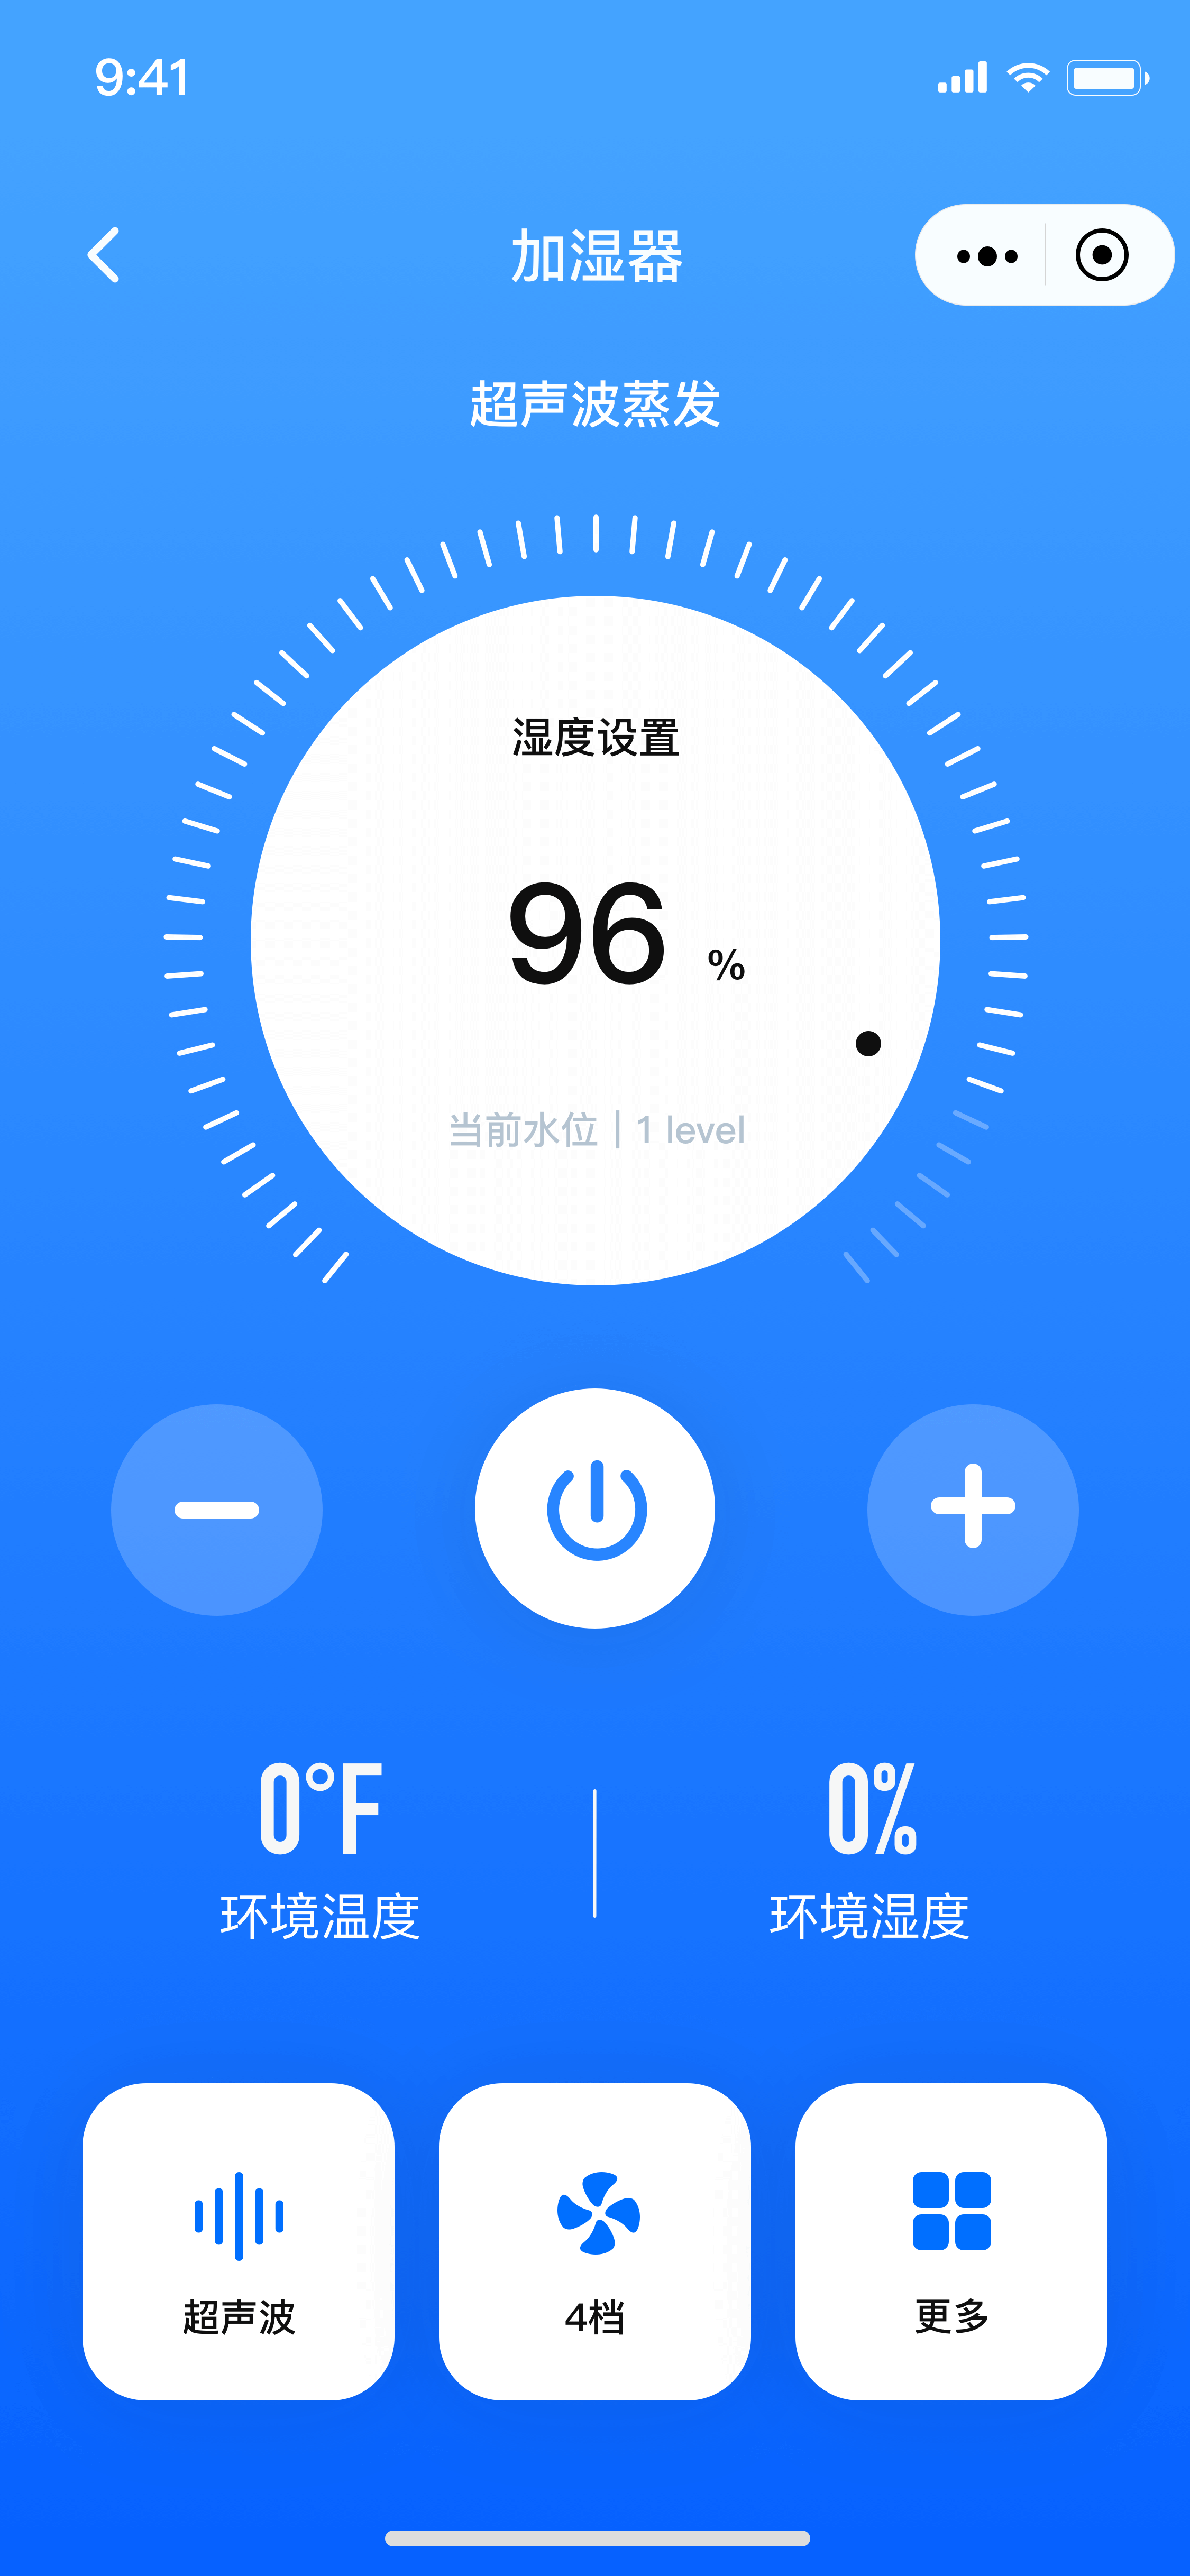 9:41
加湿器
超声波蒸发
湿度设置
96 %
当前水位 | 1 level
0°F
环境温度
0%
环境湿度
超声波
4档
更多